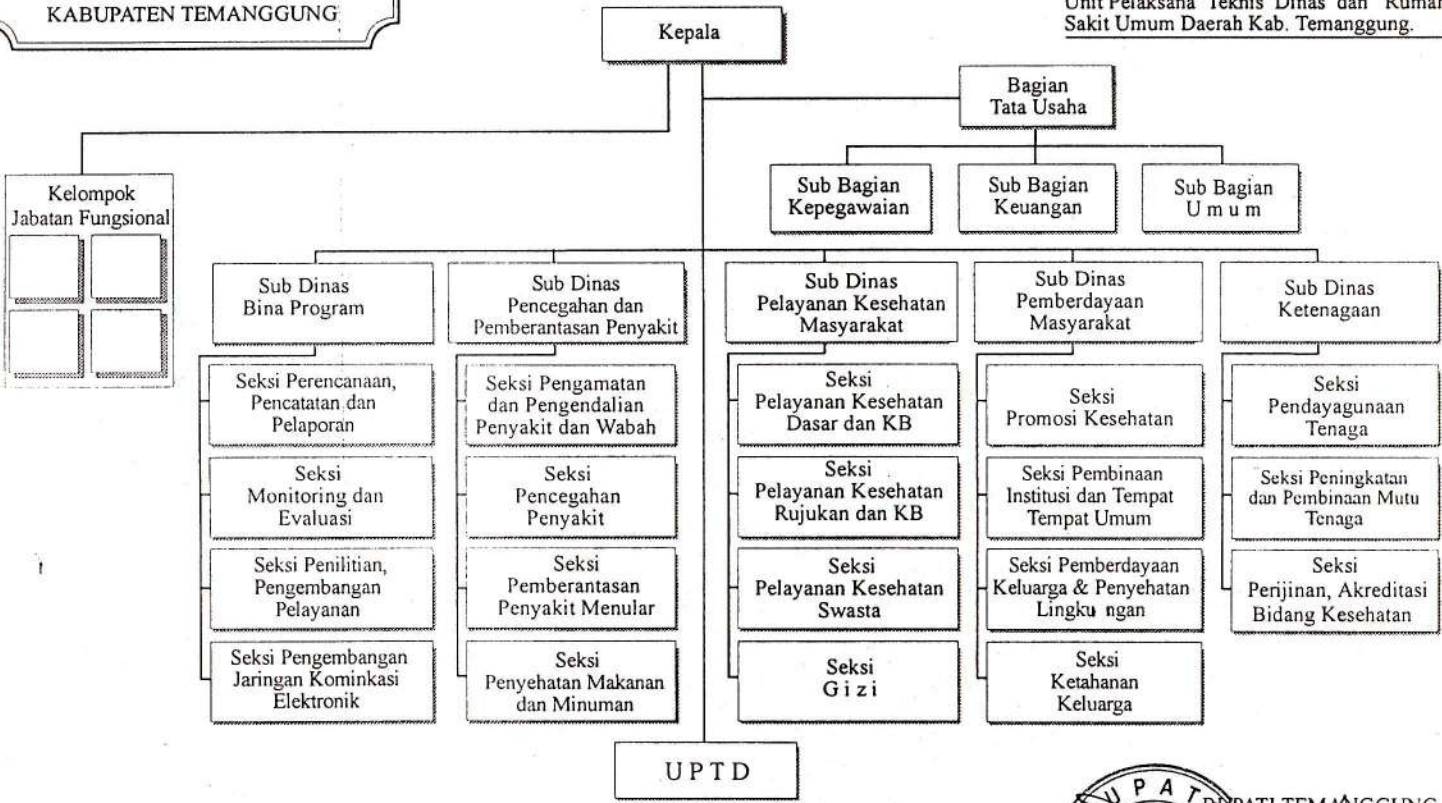 KABUPATEN TEMANGGUNG
Unit Pelaksana Teknis Dinas dan Rumah
Sakit Umum Daerah Kab. Temanggung.
Kepala
Bagian
Tata Usaha
Kelompok
Jabatan Fungsional
Sub Bagian
Kepegawaian
Sub Bagian
Keuangan
Sub Bagian
U m u m
Sub Dinas
Bina Program
Sub Dinas
Pencegahan dan
Pemberantasan Penyakit
Sub Dinas
Pelayanan Kesehatan
Masyarakat
Sub Dinas
Pemberdayaan
Masyarakat
Sub Dinas
Ketenagaan
Seksi Perencanaan,
Pencatatan dan
Pelaporan
Seksi Pengamatan
dan Pengendalian
Penyakit dan Wabah
Seksi
Pelayanan Kesehatan
Dasar dan KB
Seksi
Promosi Kesehatan
Seksi
Pendayagunaan
Tenaga
Seksi
Monitoring dan
Evaluasi
Seksi
Pencegahan
Penyakit
Seksi
Pelayanan Kesehatan
Rujukan dan KB
Seksi Pembinaan
Institusi dan Tempat
Tempat Umum
Seksi Peningkatan
dan Pembinaan Mutu
Tenaga
Seksi Penilitian,
Pengembangan
Pelayanan
Seksi
Pemberantasan
Penyakit Menular
Seksi
Pelayanan Kesehatan
Swasta
Seksi Pemberdayaan
Keluarga & Penyehatan
Lingku ngan
Seksi
Perijinan, Akreditasi
Bidang Kesehatan
Seksi Pengembangan
Jaringan Kominkasi
Elektronik
Seksi
Penyehatan Makanan
dan Minuman
Seksi
G i z i
Seksi
Ketahanan
Keluarga
U P T D
U P A T
BUPATI TEMANGGUNG